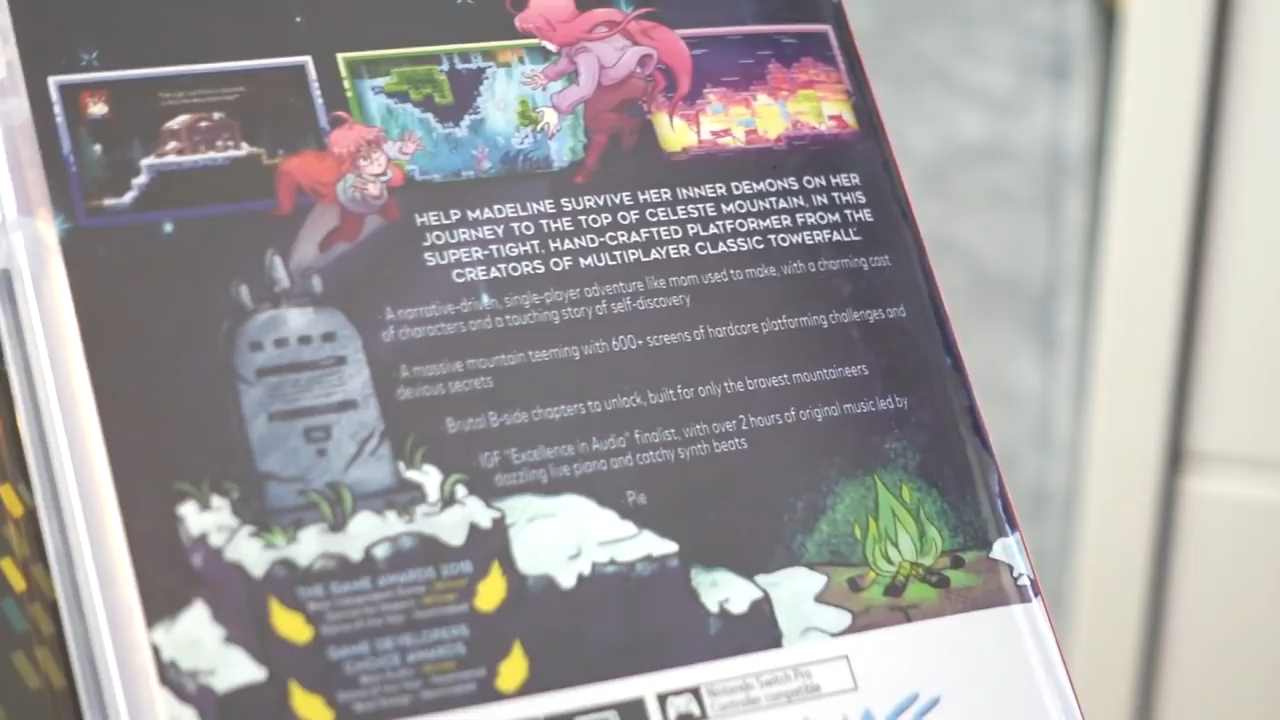 HELP MADELINE SURVIVE HER INNER DEMONS ON HER
JOURNEY TO THE TOP OF CELESTE MOUNTAIN, IN THIS
SUPER-TIGHT, HAND-CRAFTED PLATFORMER FROM THE
CREATORS OF MULTIPLAYER CLASSIC TOWERFALL.
· A narrative-driven, single-player adventure like mom used to make, with a charming cast
of characters and a touching story of self-discovery
· A massive mountain teeming with 600+ screens of hardcore platforming challenges and
devious secrets
· Brutal B-side chapters to unlock, built for only the bravest mountaineers
· IGF "Excellence in Audio" finalist, with over 2 hours of original music led by
dazzling live piano and catchy synth beats
· Pie
THE GAME AWARDS 2018
GAME DEVELOPERS
CHOICE AWARDS
Nintendo Switch Pro
Controller compatible